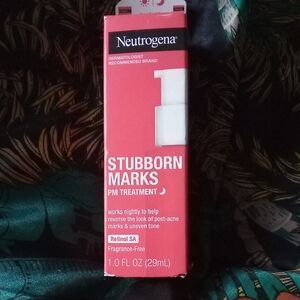 Neutrogena®
DERMATOLOGIST
RECOMMENDED BRAND
STUBBORN
MARKS
PM TREATMENT
works nightly to help
reverse the look of post-acne
marks & uneven tone
Retinol SA
Fragrance-Free
1.0 FL OZ (29mL)